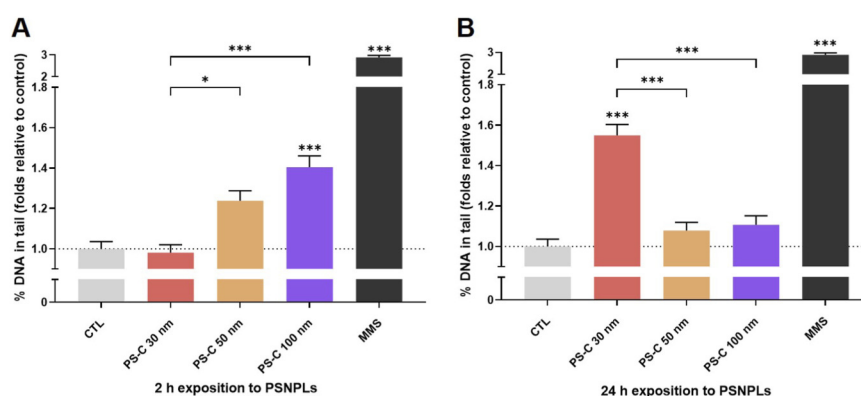 A
% DNA in tail (folds relative to control)
3
2
1.8
1.6
1.4
1.2
1.0
0
***
*
***
***
CTL
PS-C 30 nm
PS-C 50 nm
PS-C 100 nm
MMS
2 h exposition to PSNPLs
B
% DNA in tail (folds relative to control)
3
2
1.8
1.6
1.4
1.2
1.0
0
***
***
***
***
CTL
PS-C 30 nm
PS-C 50 nm
PS-C 100 nm
MMS
24 h exposition to PSNPLs